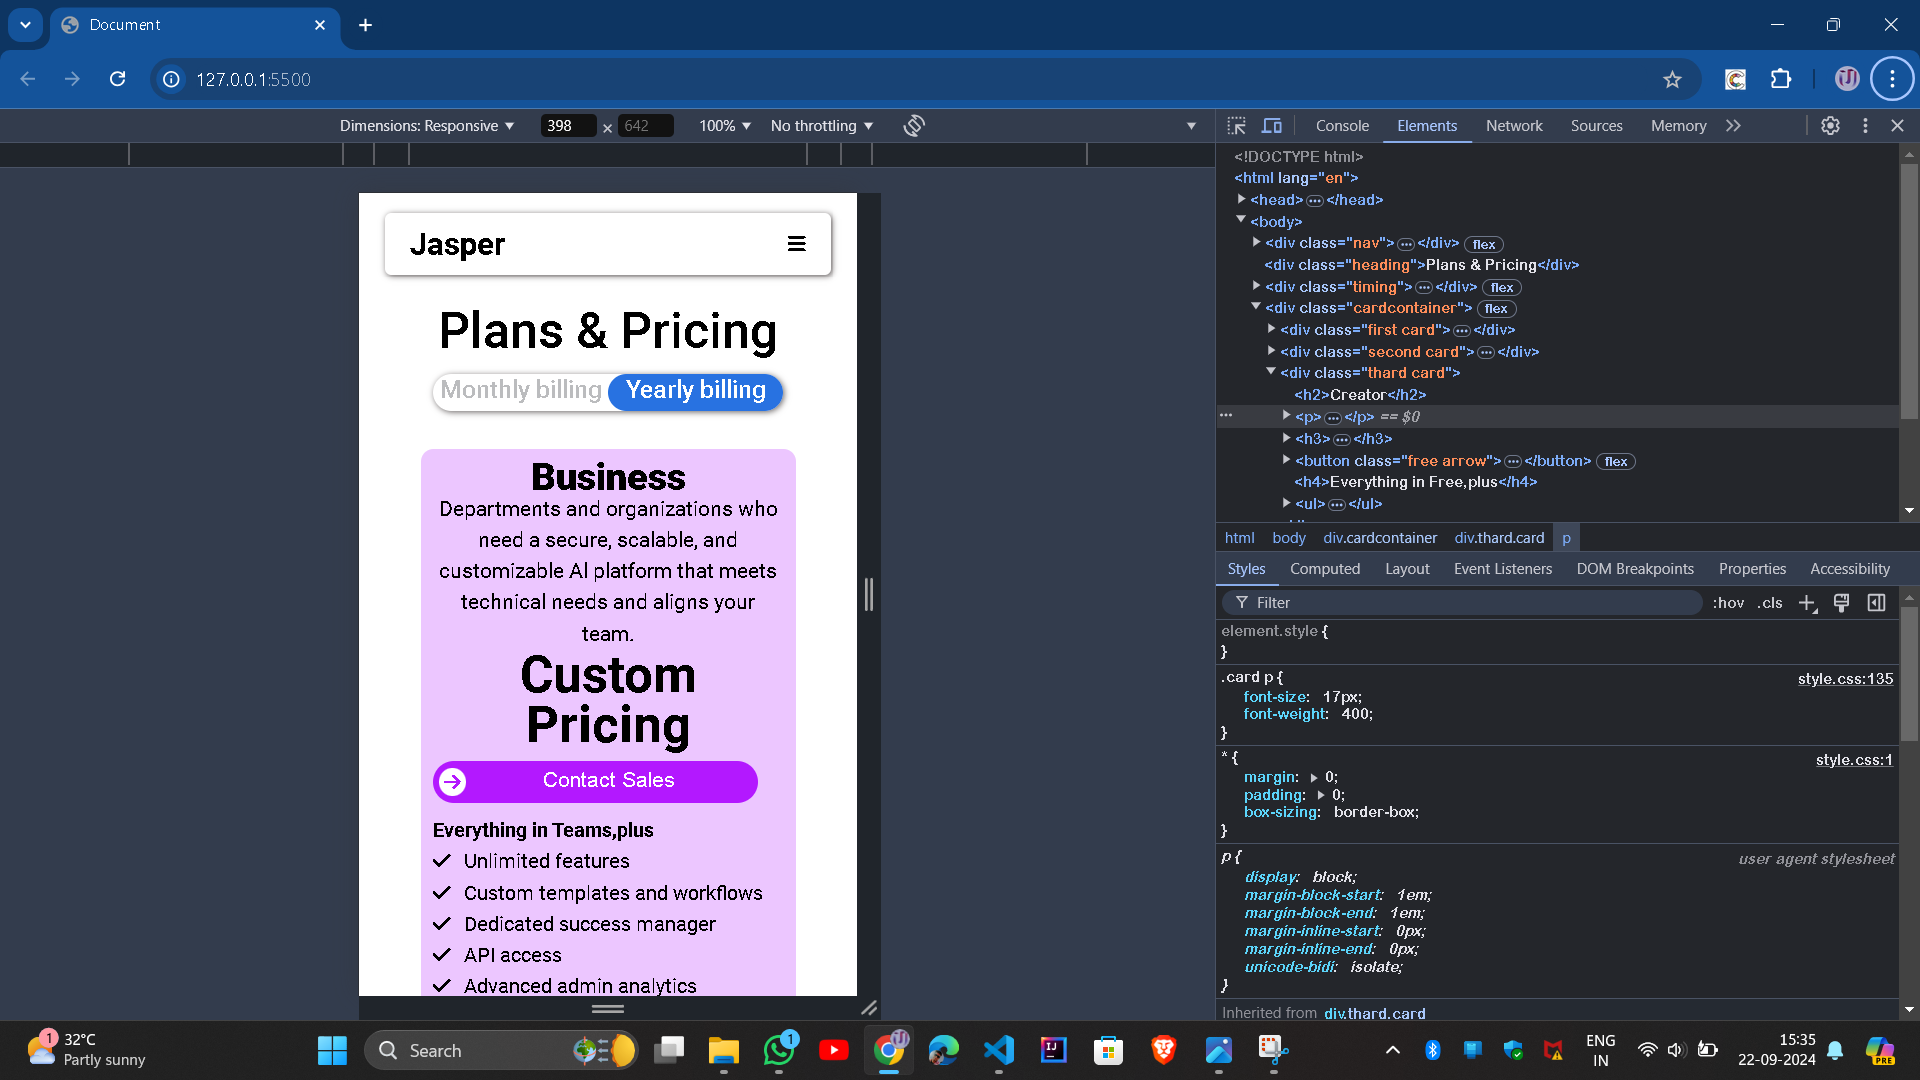 Document
127.0.0.1:5500
Dimensions: Responsive 398 × 642 100% No throttling
Console Elements Network Sources Memory
Jasper
Plans & Pricing
Monthly billing Yearly billing
Business
Departments and organizations who
need a secure, scalable, and
customizable AI platform that meets
technical needs and aligns your
team.
Custom
Pricing
Contact Sales
Everything in Teams,plus
Unlimited features
Custom templates and workflows
Dedicated success manager
API access
Advanced admin analytics
<!DOCTYPE html>
<html lang="en">
<head> ··· </head>
<body>
<div class="nav"> ··· </div> flex
<div class="heading">Plans & Pricing</div>
<div class="timing"> ··· </div> flex
<div class="cardcontainer"> flex
<div class="first card"> ··· </div>
<div class="second card"> ··· </div>
<div class="thard card">
<h2>Creator</h2>
<p> ··· </p> == $0
<h3> ··· </h3>
<button class="free arrow"> ··· </button> flex
<h4>Everything in Free,plus</h4>
<ul> ··· </ul>
html body div.cardcontainer div.thard.card p
Styles Computed Layout Event Listeners DOM Breakpoints Properties Accessibility
Filter :hov .cls
element.style {
}
.card p { style.css:135
font-size: 17px;
font-weight: 400;
}
* { style.css:1
margin: 0;
padding: 0;
box-sizing: border-box;
}
p { user agent stylesheet
display: block;
margin-block-start: 1em;
margin-block-end: 1em;
margin-inline-start: 0px;
margin-inline-end: 0px;
unicode-bidi: isolate;
}
Inherited from div.thard.card
1
32°C
Partly sunny
Search
1
IJ
PRE
ENG
IN
15:35
22-09-2024